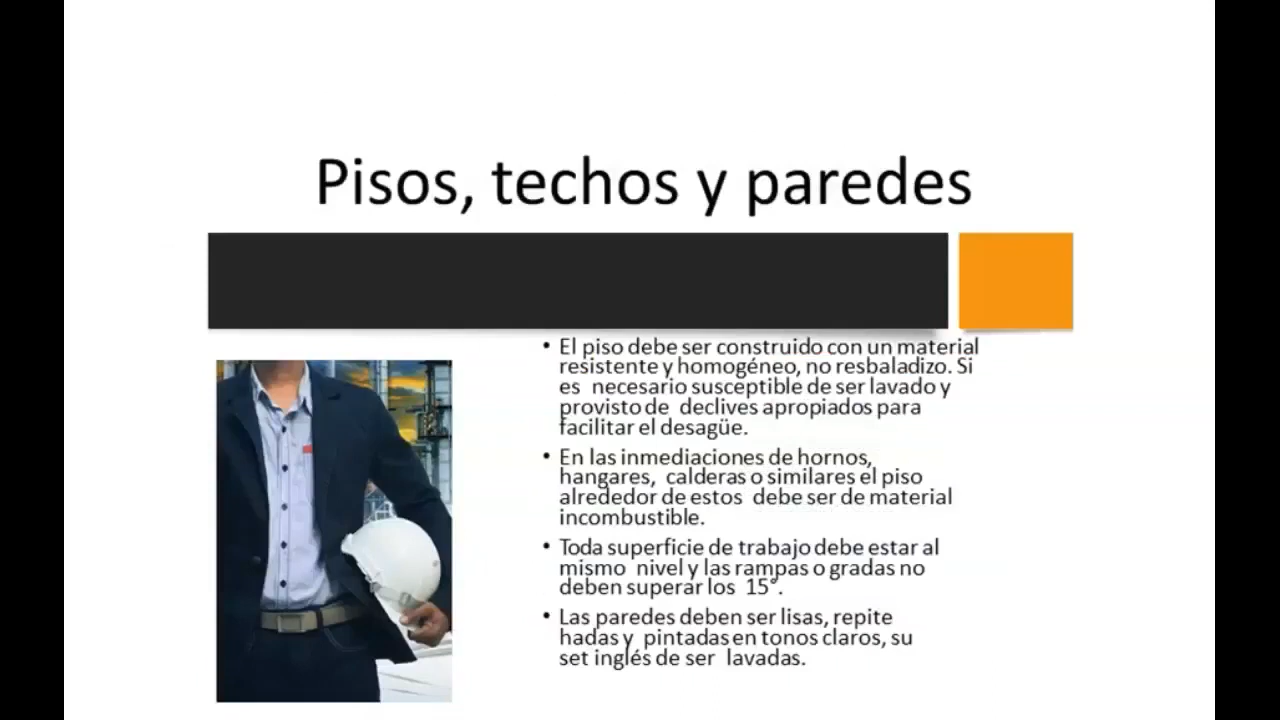 Pisos, techos y paredes
• El piso debe ser construido con un material
resistente y homogéneo, no resbaladizo. Si
es necesario susceptible de ser lavado y
provisto de declives apropiados para
facilitar el desagüe.
• En las inmediaciones de hornos,
hangares, calderas o similares el piso
alrededor de estos debe ser de material
incombustible.
• Toda superficie de trabajo debe estar al
mismo nivel y las rampas o gradas no
deben superar los 15°.
• Las paredes deben ser lisas, repite
hadas y pintadas en tonos claros, su
set inglés de ser lavadas.